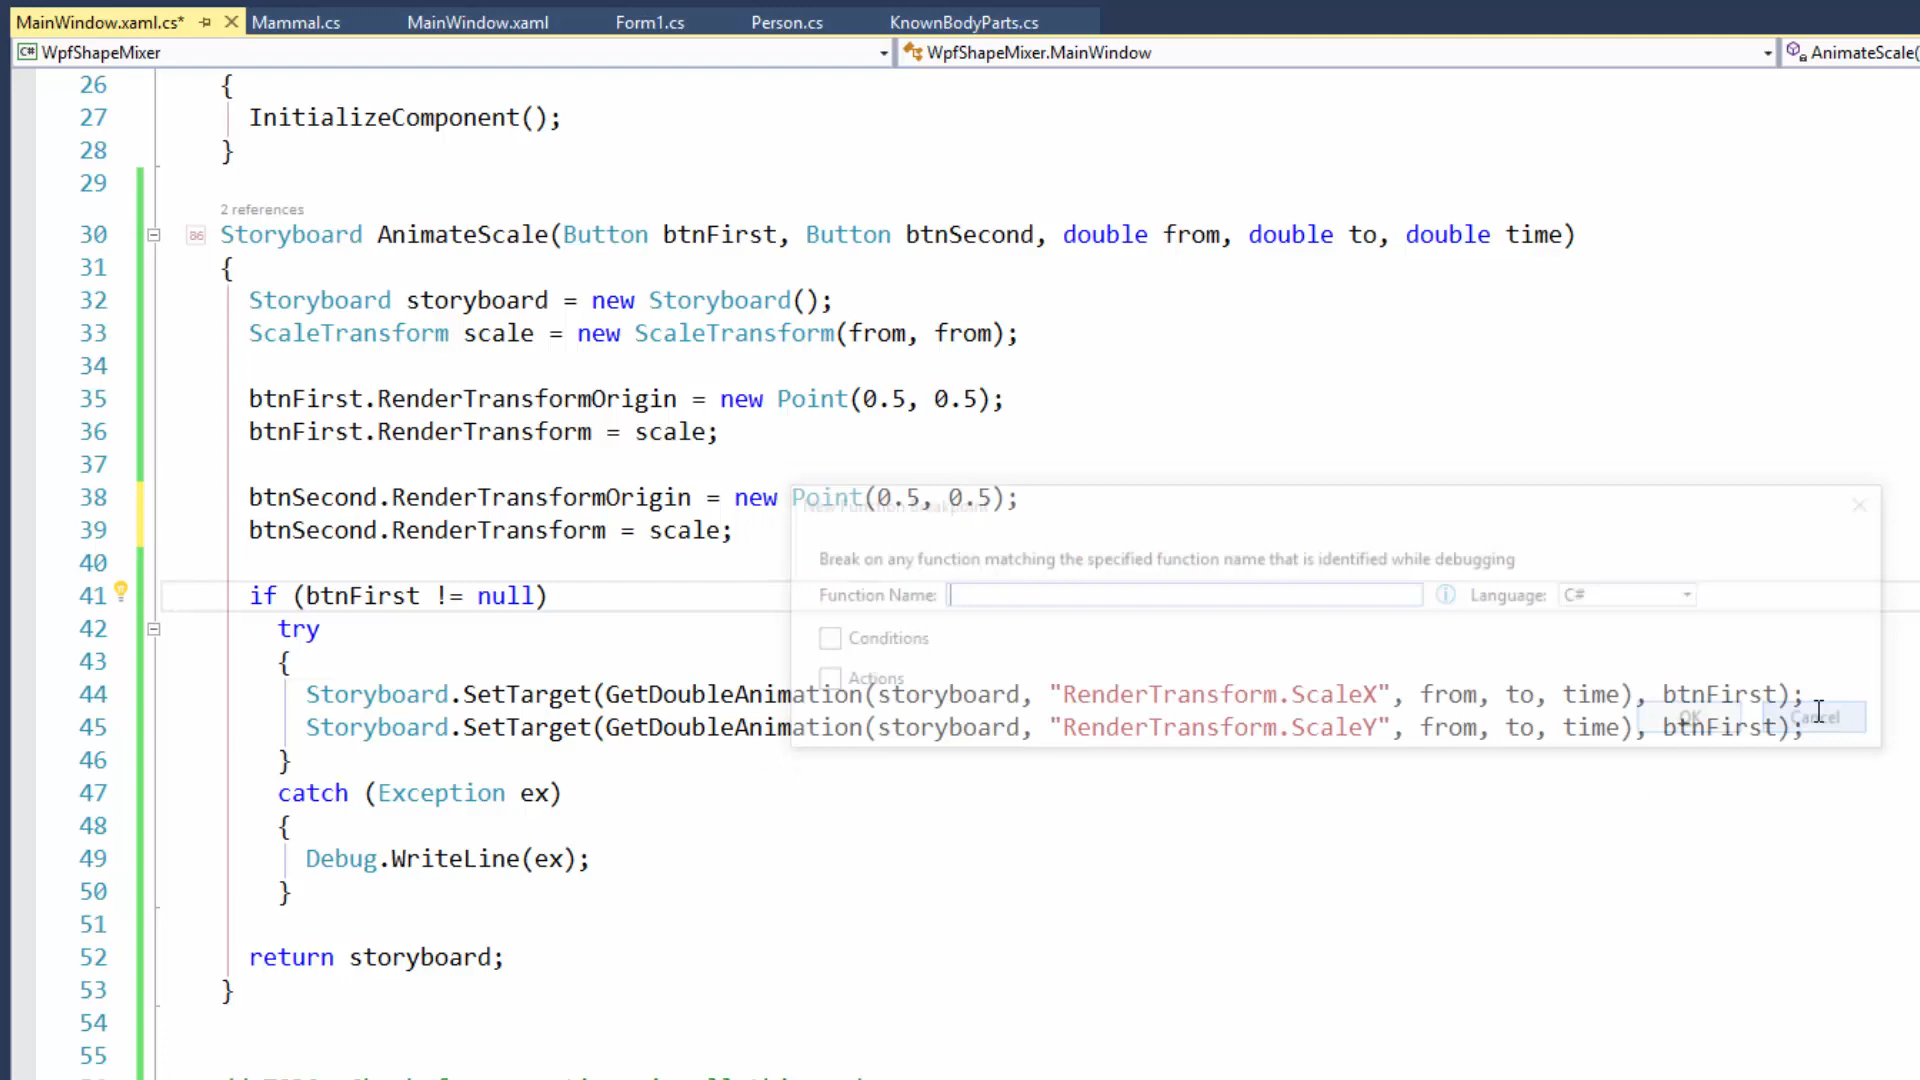 MainWindow.xaml.cs* Mammal.cs MainWindow.xaml Form1.cs Person.cs KnownBodyParts.cs
C# WpfShapeMixer WpfShapeMixer.MainWindow AnimateScale(
26 {
27 InitializeComponent();
28 }
29
2 references
30 86 Storyboard AnimateScale(Button btnFirst, Button btnSecond, double from, double to, double time)
31 {
32 Storyboard storyboard = new Storyboard();
33 ScaleTransform scale = new ScaleTransform(from, from);
34
35 btnFirst.RenderTransformOrigin = new Point(0.5, 0.5);
36 btnFirst.RenderTransform = scale;
37
38 btnSecond.RenderTransformOrigin = new Point(0.5, 0.5);
New Function Breakpoint
39 btnSecond.RenderTransform = scale;
40
Break on any function matching the specified function name that is identified while debugging
41 if (btnFirst != null)
Function Name: Language: C#
42 try
Conditions
43 {
Actions
44 Storyboard.SetTarget(GetDoubleAnimation(storyboard, "RenderTransform.ScaleX", from, to, time), btnFirst);
OK Cancel
45 Storyboard.SetTarget(GetDoubleAnimation(storyboard, "RenderTransform.ScaleY", from, to, time), btnFirst);
46 }
47 catch (Exception ex)
48 {
49 Debug.WriteLine(ex);
50 }
51
52 return storyboard;
53 }
54
55